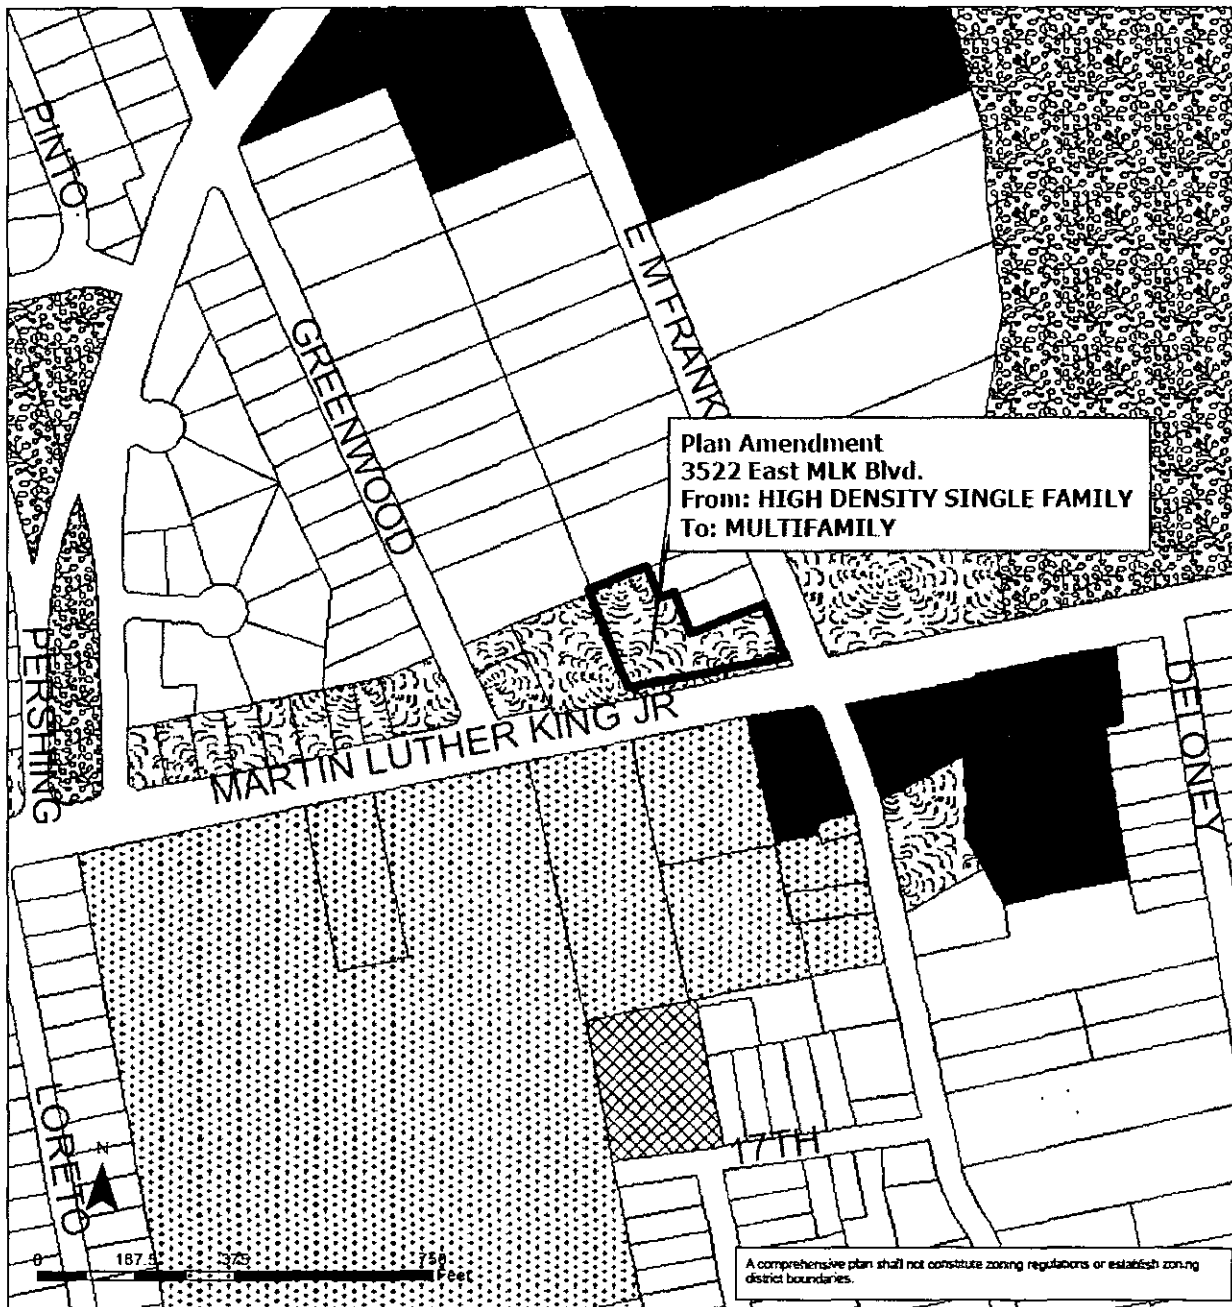 PINTO
GREENWOOD
E M FRANK
Plan Amendment
3522 East MLK Blvd.
From: HIGH DENSITY SINGLE FAMILY
To: MULTIFAMILY
PERSHING
MARTIN LUTHER KING JR
DELONEY
LORETO
N
17TH
0 187.5 375 750
Feet
A comprehensive plan shall not constitute zoning regulations or establish zoning
district boundaries.